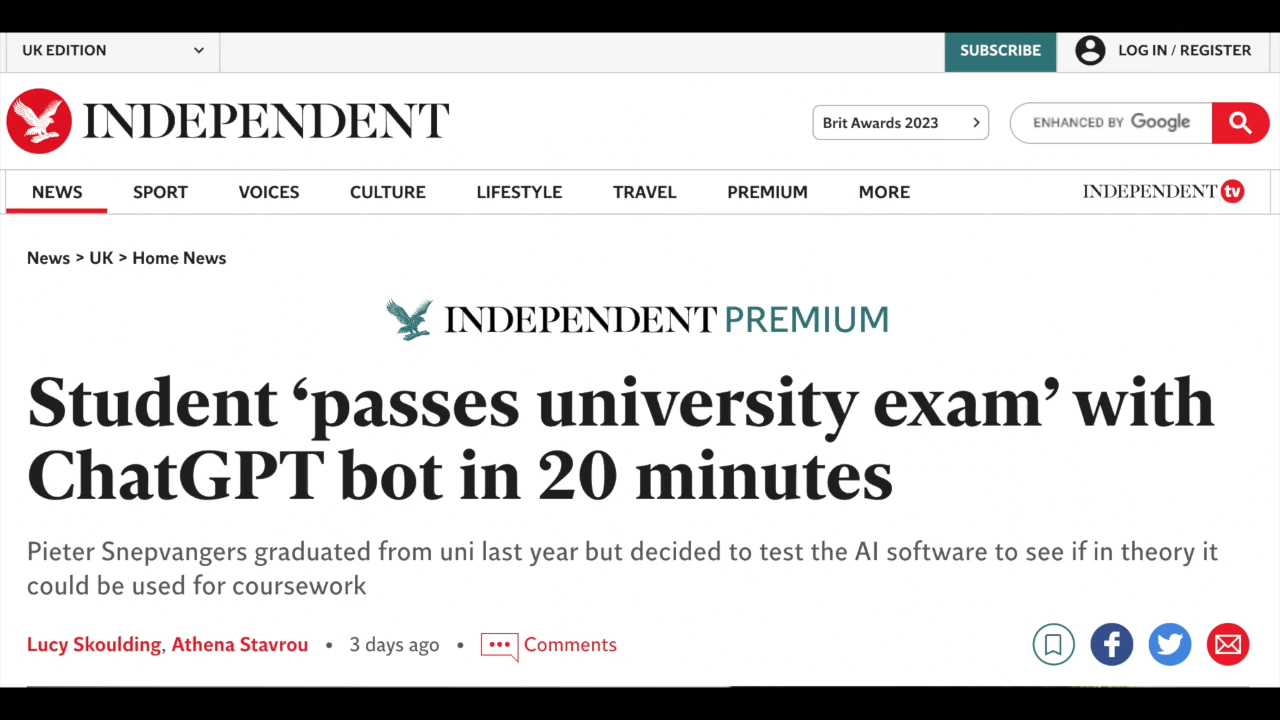 UK EDITION
SUBSCRIBE
LOG IN / REGISTER
INDEPENDENT
Brit Awards 2023
ENHANCED BY Google
NEWS SPORT VOICES CULTURE LIFESTYLE TRAVEL PREMIUM MORE INDEPENDENT tv
News > UK > Home News
INDEPENDENT PREMIUM
Student ‘passes university exam’ with
ChatGPT bot in 20 minutes
Pieter Snepvangers graduated from uni last year but decided to test the AI software to see if in theory it
could be used for coursework
Lucy Skoulding, Athena Stavrou • 3 days ago • Comments